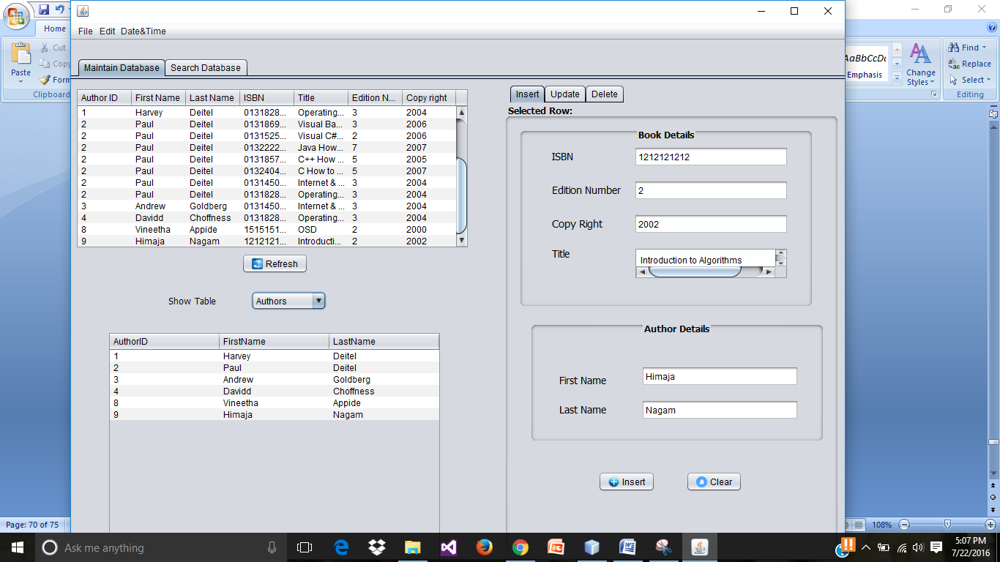 Home
Cut
Copy
Form
Paste
Clipboard
File Edit Date&Time
Maintain Database Search Database
Author ID First Name Last Name ISBN Title Edition N... Copy right
1 Harvey Deitel 0131828... Operating... 3 2004
2 Paul Deitel 0131869... Visual Ba... 3 2006
2 Paul Deitel 0131525... Visual C#... 2 2006
2 Paul Deitel 0132222... Java How... 7 2007
2 Paul Deitel 0131857... C++ How ... 5 2005
2 Paul Deitel 0132404... C How to ... 5 2007
2 Paul Deitel 0131450... Internet & ... 3 2004
2 Paul Deitel 0131828... Operating... 3 2004
3 Andrew Goldberg 0131450... Internet & ... 3 2004
4 Davidd Choffness 0131828... Operating... 3 2004
8 Vineetha Appide 1515151... OSD 2 2000
9 Himaja Nagam 1212121... Introducti... 2 2002
Refresh
Show Table Authors
AuthorID FirstName LastName
1 Harvey Deitel
2 Paul Deitel
3 Andrew Goldberg
4 Davidd Choffness
8 Vineetha Appide
9 Himaja Nagam
Insert Update Delete
Selected Row:
Book Details
ISBN 1212121212
Edition Number 2
Copy Right 2002
Title Introduction to Algorithms
Author Details
First Name Himaja
Last Name Nagam
Insert Clear
AaBbCcDc
Emphasis
Change
Styles
Find
Replace
Select
Editing
Page: 70 of 75
108%
Ask me anything
5:07 PM
7/22/2016